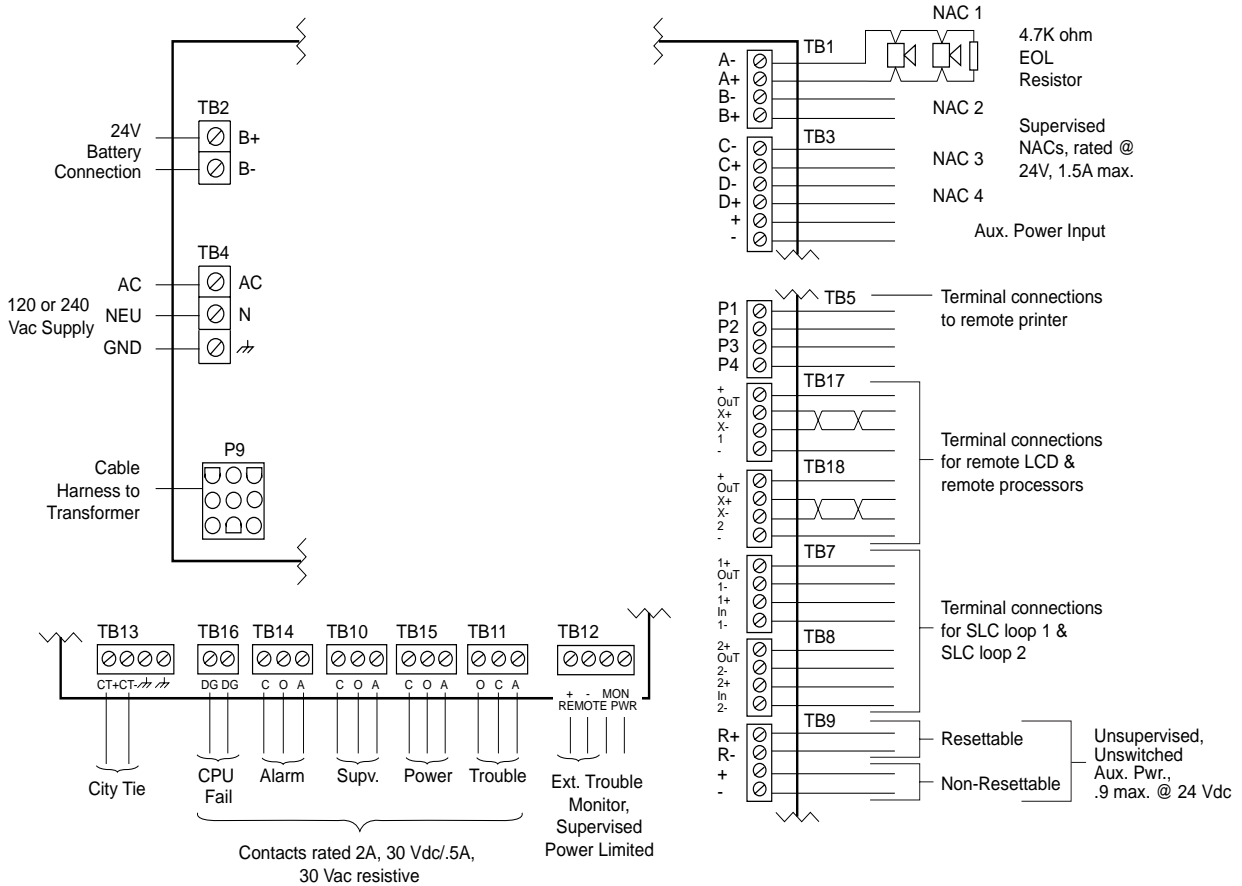 NAC 1
TB1
A-
A+
B-
B+
4.7K ohm
EOL
Resistor
NAC 2
TB3
C-
C+
D-
D+
+
-
Supervised
NACs, rated @
24V, 1.5A max.
NAC 3
NAC 4
Aux. Power Input
TB2
24V
Battery
Connection
B+
B-
TB4
120 or 240
Vac Supply
AC
NEU
GND
AC
N
P9
Cable
Harness to
Transformer
TB5
P1
P2
P3
P4
Terminal connections
to remote printer
TB17
+
OuT
X+
X-
1
-
TB18
+
OuT
X+
X-
2
-
Terminal connections
for remote LCD &
remote processors
TB7
1+
OuT
1-
1+
In
1-
TB8
2+
OuT
2-
2+
In
2-
Terminal connections
for SLC loop 1 &
SLC loop 2
TB9
R+
R-
+
-
Resettable
Non-Resettable
Unsupervised,
Unswitched
Aux. Pwr.,
.9 max. @ 24 Vdc
TB13 TB16 TB14 TB10 TB15 TB11 TB12
CT+ CT- DG DG C O A C O A C O A O C A
+ - MON
REMOTE PWR
City Tie
CPU
Fail
Alarm
Supv.
Power
Trouble
Ext. Trouble
Monitor,
Supervised
Power Limited
Contacts rated 2A, 30 Vdc/.5A,
30 Vac resistive